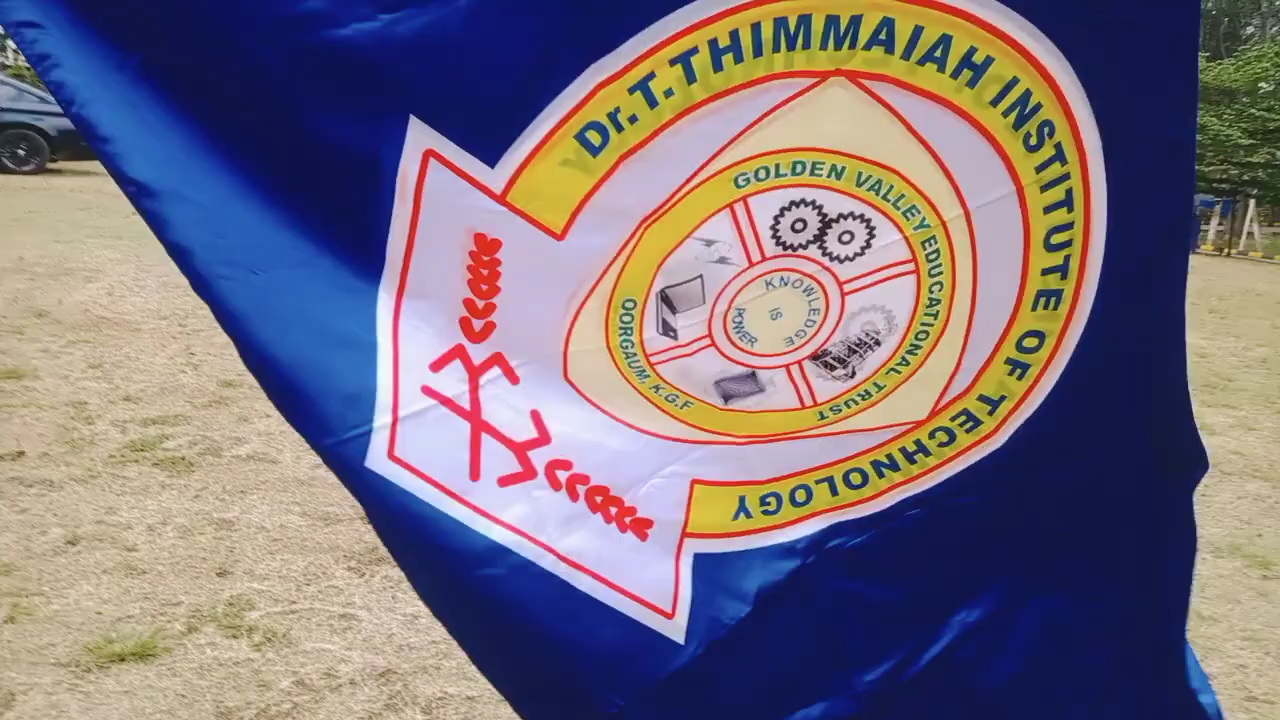 Dr. T. THIMMAIAH INSTITUTE OF TECHNOLOGY
GOLDEN VALLEY EDUCATIONAL TRUST
OORGAUM, K.G.F
KNOWLEDGE
IS
POWER